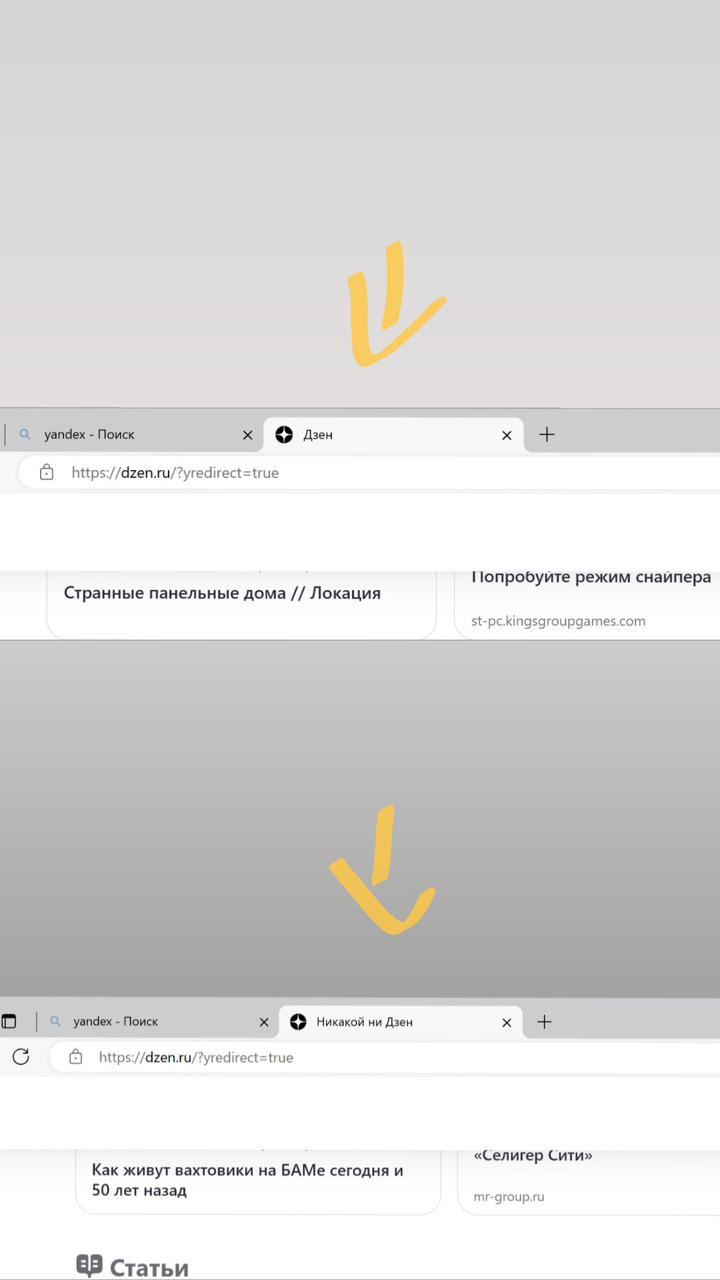 yandex - Поиск
Дзен
https://dzen.ru/?yredirect=true
Странные панельные дома // Локация
Попробуйте режим снайпера
st-pc.kingsgroupgames.com
yandex - Поиск
Никакой ни Дзен
https://dzen.ru/?yredirect=true
Как живут вахтовики на БАМе сегодня и
50 лет назад
«Селигер Сити»
mr-group.ru
Статьи